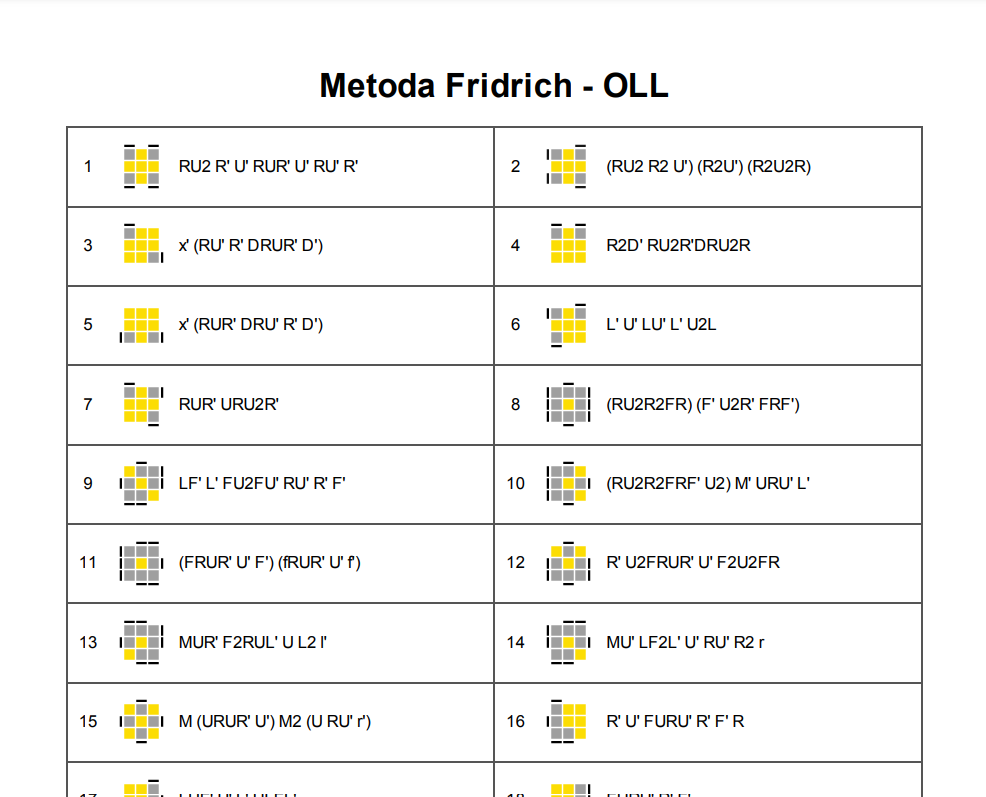 Metoda Fridrich - OLL
1 RU2 R' U' RUR' U' RU' R'
2 (RU2 R2 U') (R2U') (R2U2R)
3 x' (RU' R' DRUR' D')
4 R2D' RU2R'DRU2R
5 x' (RUR' DRU' R' D')
6 L' U' LU' L' U2L
7 RUR' URU2R'
8 (RU2R2FR) (F' U2R' FRF')
9 LF' L' FU2FU' RU' R' F'
10 (RU2R2FRF' U2) M' URU' L'
11 (FRUR' U' F') (fRUR' U' f')
12 R' U2FRUR' U' F2U2FR
13 MUR' F2RUL' U L2 l'
14 MU' LF2L' U' RU' R2 r
15 M (URUR' U') M2 (U RU' r')
16 R' U' FURU' R' F' R
17
18